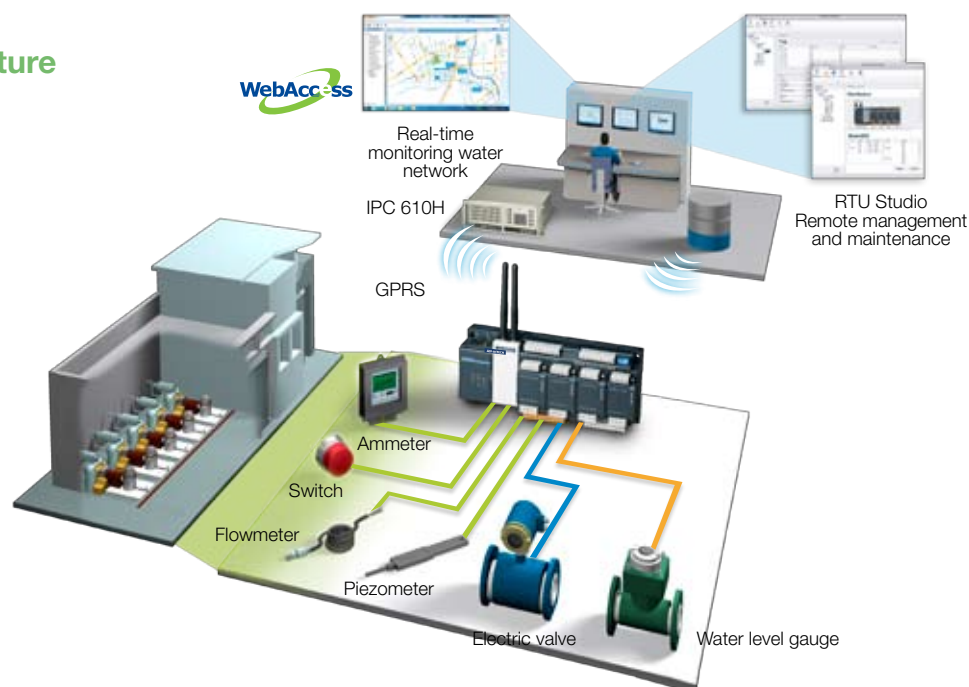 ture
WebAccess
Real-time
monitoring water
network
IPC 610H
RTU Studio
Remote management
and maintenance
GPRS
Ammeter
Switch
Flowmeter
Piezometer
Electric valve
Water level gauge